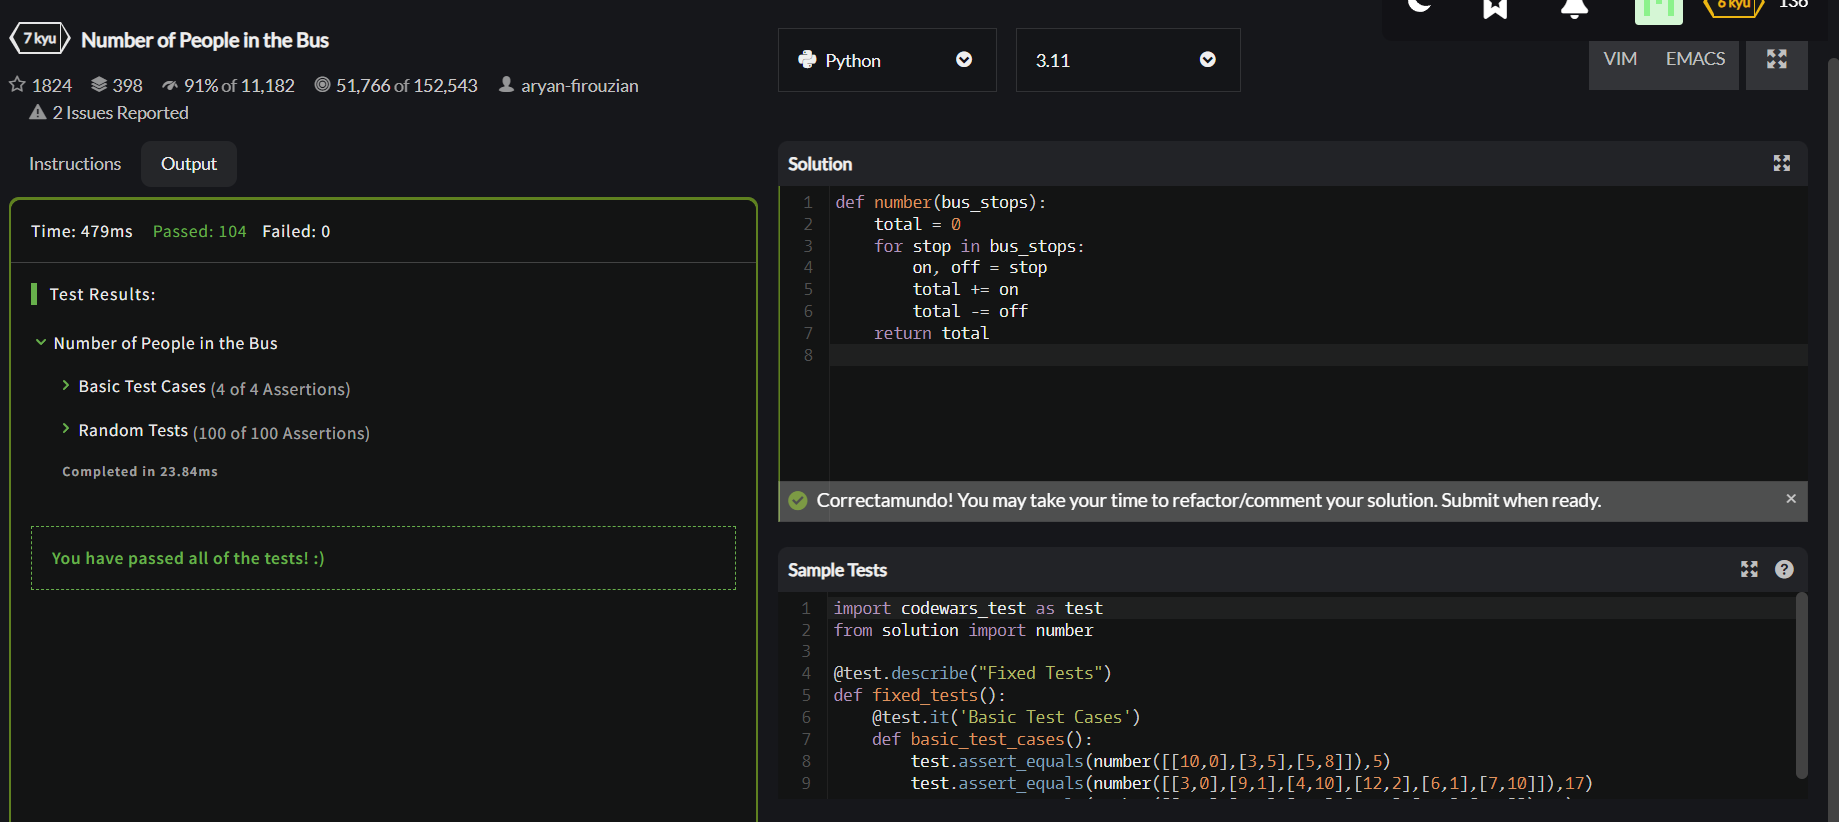 7 kyu Number of People in the Bus
1824 398 91% of 11,182 51,766 of 152,543 aryan-firouzian
2 Issues Reported
Instructions Output
Time: 479ms Passed: 104 Failed: 0
Test Results:
Number of People in the Bus
Basic Test Cases (4 of 4 Assertions)
Random Tests (100 of 100 Assertions)
Completed in 23.84ms
You have passed all of the tests! :)
6 kyu 136
Python 3.11 VIM EMACS
Solution
1 def number(bus_stops):
2     total = 0
3     for stop in bus_stops:
4         on, off = stop
5         total += on
6         total -= off
7     return total
8
Correctamundo! You may take your time to refactor/comment your solution. Submit when ready. ×
Sample Tests ?
1 import codewars_test as test
2 from solution import number
3
4 @test.describe("Fixed Tests")
5 def fixed_tests():
6     @test.it('Basic Test Cases')
7     def basic_test_cases():
8         test.assert_equals(number([[10,0],[3,5],[5,8]]),5)
9         test.assert_equals(number([[3,0],[9,1],[4,10],[12,2],[6,1],[7,10]]),17)